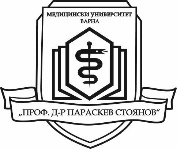 МЕДИЦИНСКИ УНИВЕРСИТЕТ
ВАРНА
„ПРОФ. Д-Р ПАРАСКЕВ СТОЯНОВ“